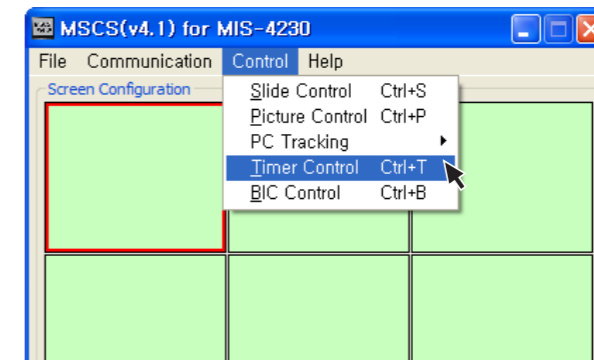 MSCS(v4.1) for MIS-4230
File Communication Control Help
Screen Configuration
Slide Control Ctrl+S
Picture Control Ctrl+P
PC Tracking
Timer Control Ctrl+T
BIC Control Ctrl+B